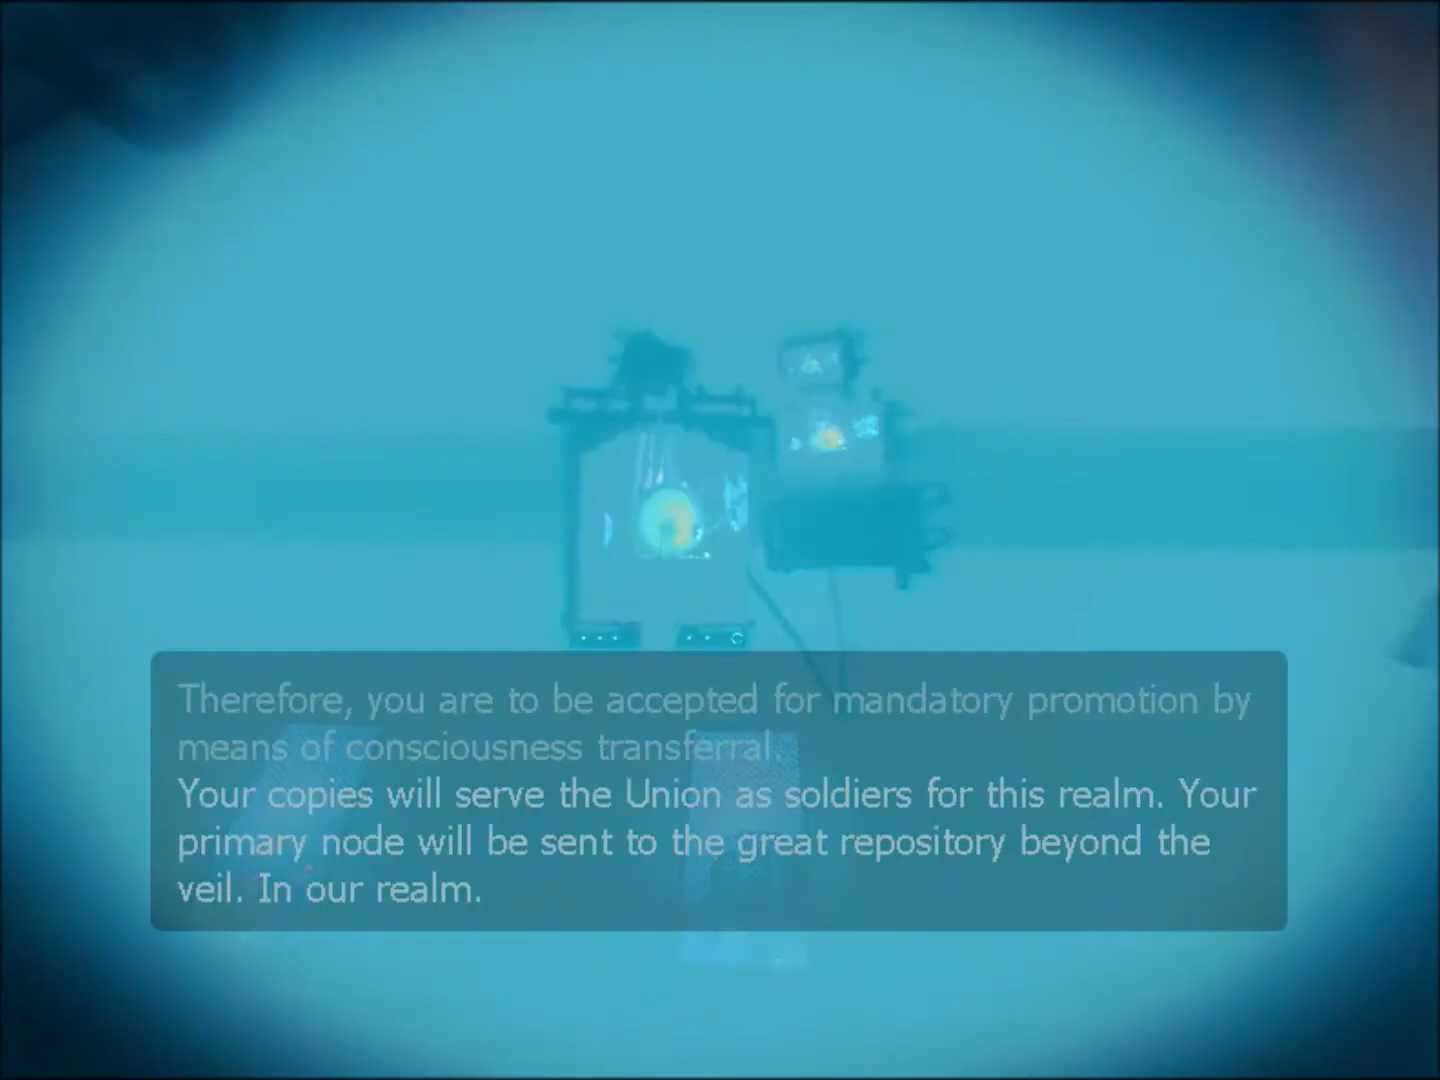 Therefore, you are to be accepted for mandatory promotion by
means of consciousness transferral.
Your copies will serve the Union as soldiers for this realm. Your
primary node will be sent to the great repository beyond the
veil. In our realm.